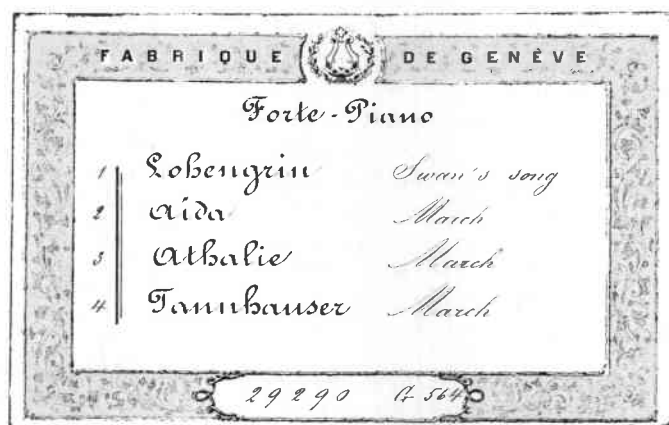 FABRIQUE DE GENÈVE
Forte-Piano
1 Lohengrin Swan's song
2 Aïda March
3 Athalie March
4 Tannhauser March
29290 G 564